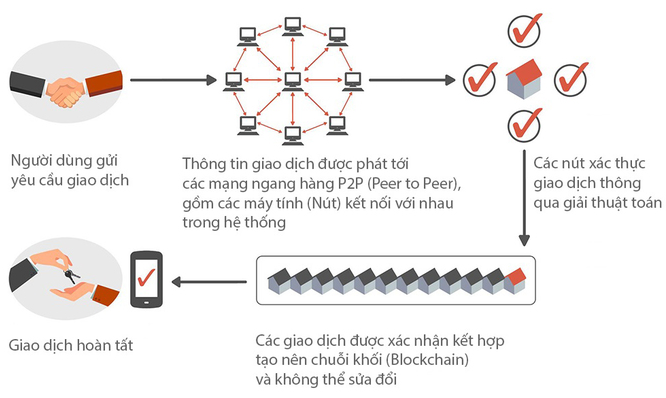 Người dùng gửi
yêu cầu giao dịch
Thông tin giao dịch được phát tới
các mạng ngang hàng P2P (Peer to Peer),
gồm các máy tính (Nút) kết nối với nhau
trong hệ thống
Các nút xác thực
giao dịch thông
qua giải thuật toán
Các giao dịch được xác nhận kết hợp
tạo nên chuỗi khối (Blockchain)
và không thể sửa đổi
Giao dịch hoàn tất